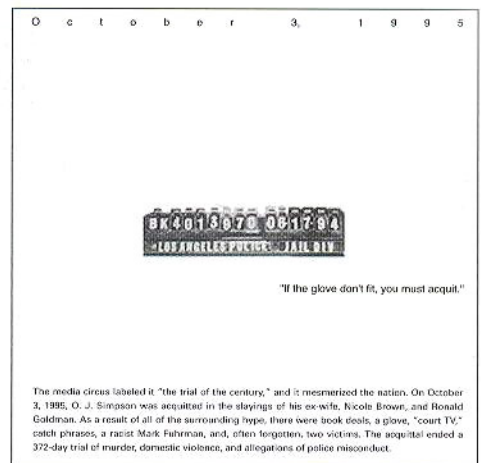 October 3, 1995
BK4013970 061794
LOS ANGELES POLICE JAIL DIV
"If the glove don't fit, you must acquit."
The media circus labeled it "the trial of the century," and it mesmerized the nation. On October
3, 1995, O. J. Simpson was acquitted in the slayings of his ex-wife, Nicole Brown, and Ronald
Goldman. As a result of all of the surrounding hype, there were book deals, a glove, "court TV,"
catch phrases, a racist Mark Fuhrman, and, often forgotten, two victims. The acquittal ended a
372-day trial of murder, domestic violence, and allegations of police misconduct.